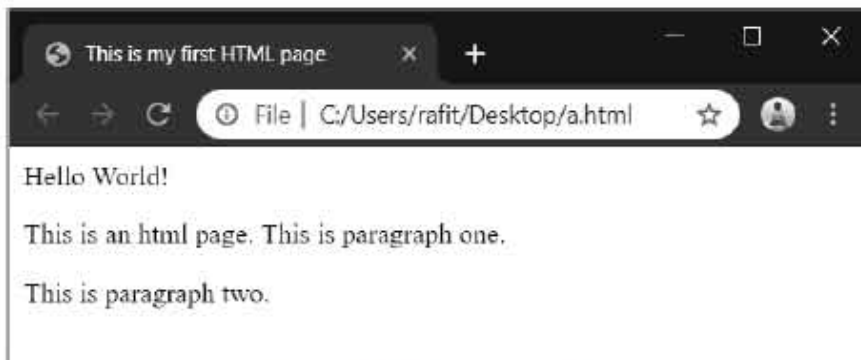 This is my first HTML page
File | C:/Users/rafit/Desktop/a.html
Hello World!
This is an html page. This is paragraph one.
This is paragraph two.